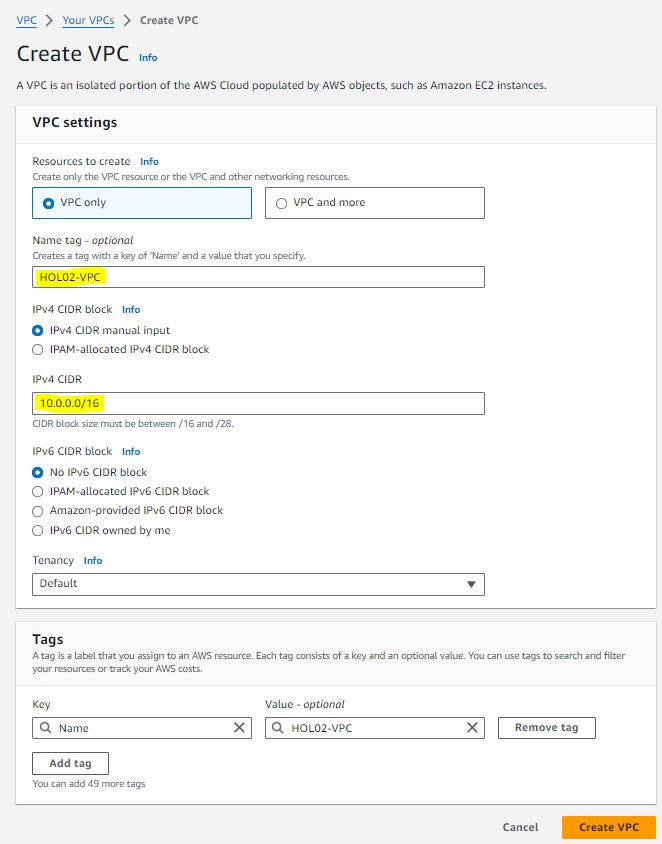 VPC > Your VPCs > Create VPC
Create VPC Info
A VPC is an isolated portion of the AWS Cloud populated by AWS objects, such as Amazon EC2 instances.
VPC settings
Resources to create Info
Create only the VPC resource or the VPC and other networking resources.
VPC only
VPC and more
Name tag - optional
Creates a tag with a key of 'Name' and a value that you specify.
HOL02-VPC
IPv4 CIDR block Info
IPv4 CIDR manual input
IPAM-allocated IPv4 CIDR block
IPv4 CIDR
10.0.0.0/16
CIDR block size must be between /16 and /28.
IPv6 CIDR block Info
No IPv6 CIDR block
IPAM-allocated IPv6 CIDR block
Amazon-provided IPv6 CIDR block
IPv6 CIDR owned by me
Tenancy Info
Default
Tags
A tag is a label that you assign to an AWS resource. Each tag consists of a key and an optional value. You can use tags to search and filter
your resources or track your AWS costs.
Key
Value - optional
Name
HOL02-VPC
Remove tag
Add tag
You can add 49 more tags
Cancel
Create VPC